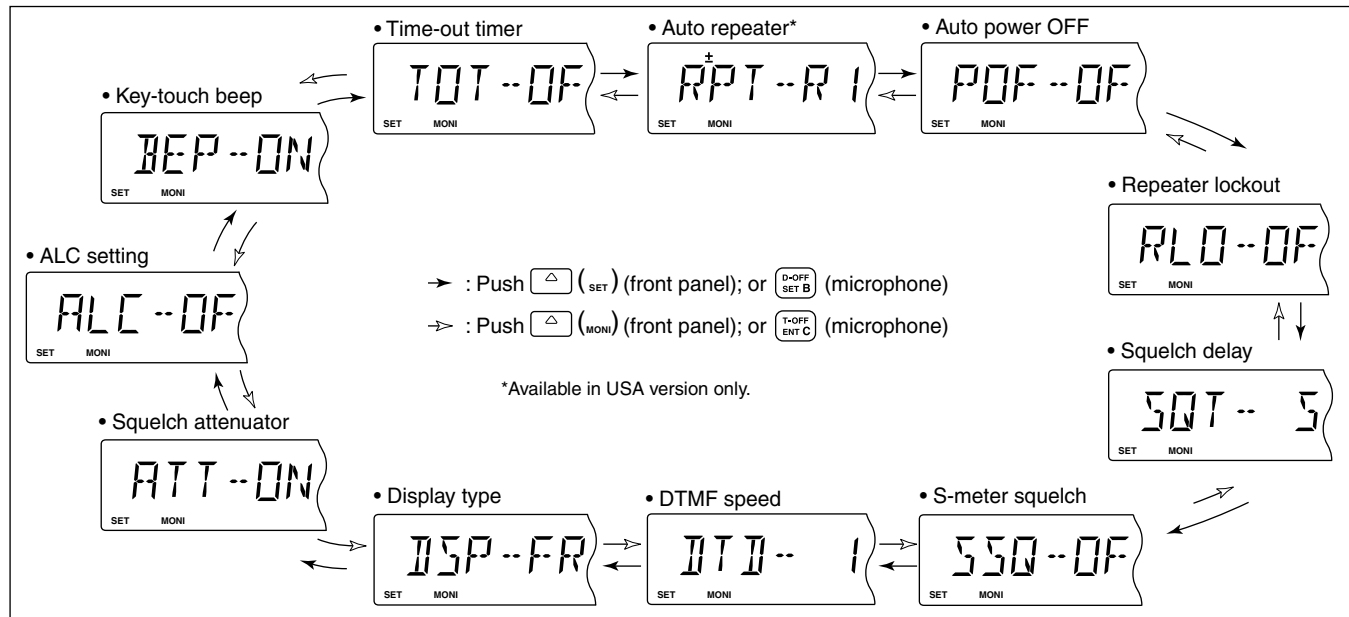 • Time-out timer
TOT--OF
SET MONI
• Auto repeater*
±
RPT--R1
SET MONI
• Auto power OFF
POF--OF
SET MONI
• Key-touch beep
BEP--ON
SET MONI
• Repeater lockout
RLO--OF
SET MONI
• ALC setting
ALC--OF
SET MONI
: Push △ (SET) (front panel); or D-OFF SET B (microphone)
: Push △ (MONI) (front panel); or T-OFF ENT C (microphone)
*Available in USA version only.
• Squelch delay
SQT-- S
SET MONI
• Squelch attenuator
ATT--ON
SET MONI
• Display type
DSP--FR
SET MONI
• DTMF speed
DTD-- 1
SET MONI
• S-meter squelch
SSQ--OF
SET MONI